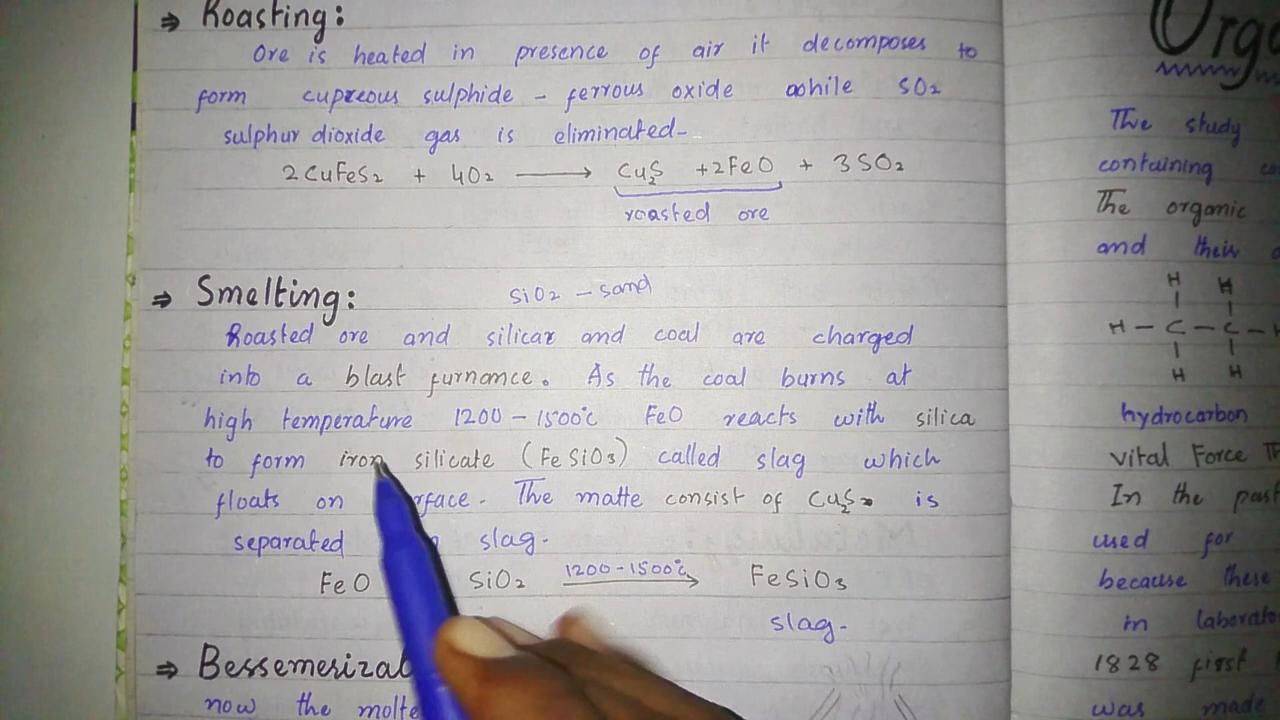 ⇒ Roasting:
Ore is heated in presence of air it decomposes to
form cupreous sulphide - ferrous oxide while SO2
sulphur dioxide gas is eliminated-
2CuFeS2 + 4O2 ⟶ Cu2S +2FeO + 3SO2
roasted ore
⇒ Smelting:
SiO2 - sand
Roasted ore and silicar and coal are charged
into a blast furnomce. As the coal burns at
high temperature 1200-1500°c FeO reacts with silica
to form iron silicate (FeSiO3) called slag which
floats on rface. The matte consist of Cu2S is
separated slag-
FeO SiO2 1200-1500°c ⟶ FeSiO3
slag-
⇒ Bessemerizat
now the molte
Orga
The study
containing
The organic
and their
H H
H - C - C -
H H
hydrocarbon
vital Force Th
In the past
used for
because these
in laborato
1828 first
was made